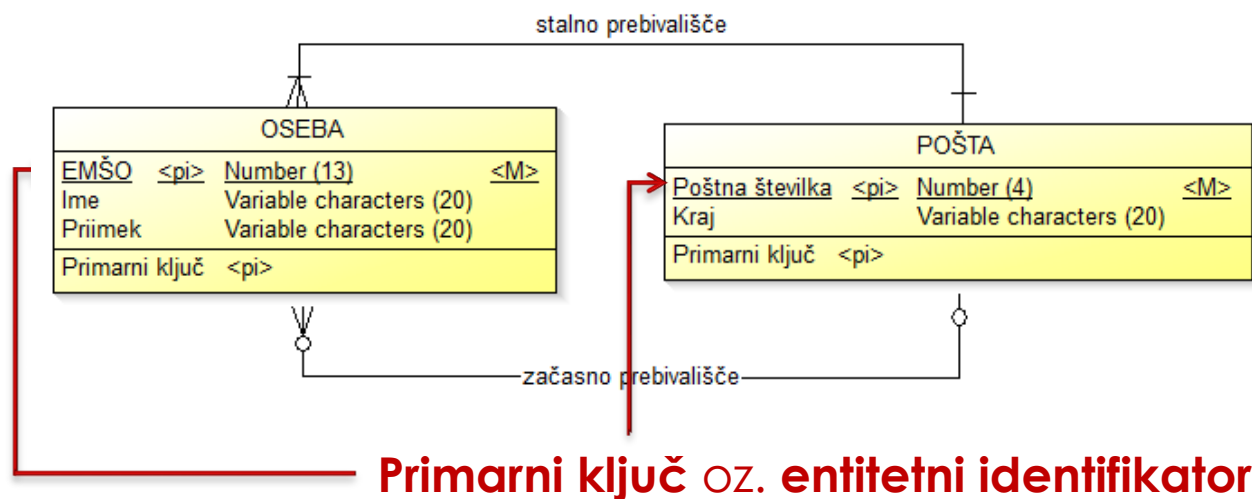 stalno prebivališče
OSEBA
EMŠO <pi> Number (13) <M>
Ime Variable characters (20)
Priimek Variable characters (20)
Primarni ključ <pi>
POŠTA
Poštna številka <pi> Number (4) <M>
Kraj Variable characters (20)
Primarni ključ <pi>
začasno prebivališče
Primarni ključ oz. entitetni identifikator